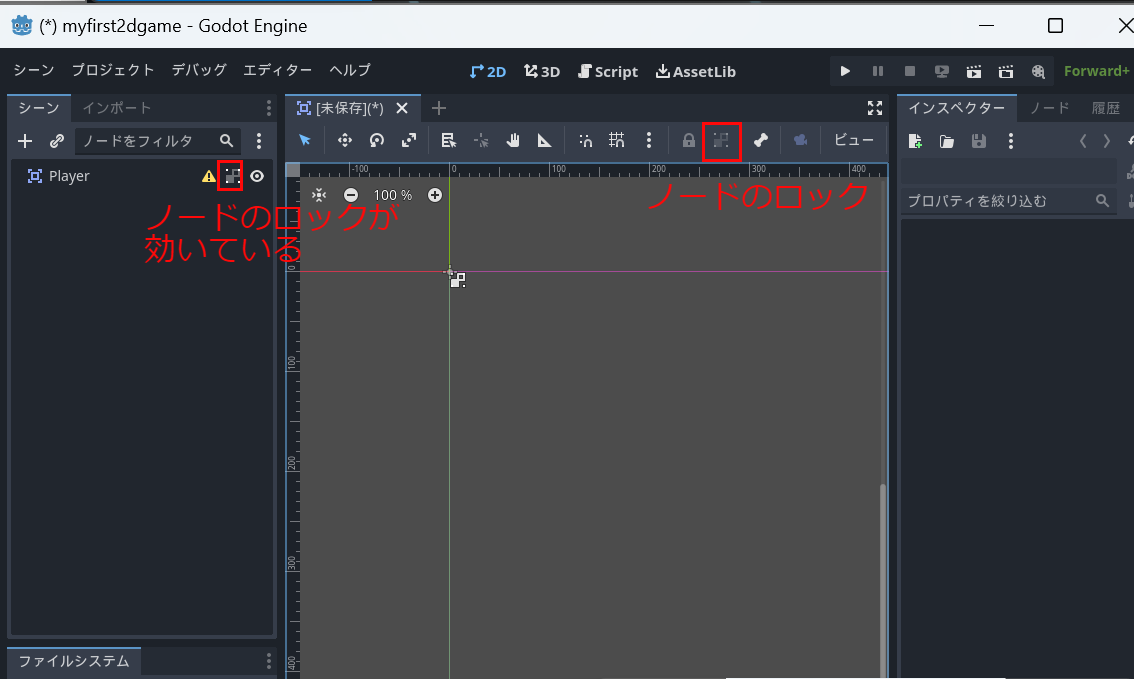 (*) myfirst2dgame - Godot Engine
シーン プロジェクト デバッグ エディター ヘルプ
2D 3D Script AssetLib
Forward+
シーン インポート
[未保存](*)
インスペクター ノード 履歴
ノードをフィルタ
ビュー
Player
-100 0 100 200 300 400
100 %
ノードのロックが
効いている
ノードのロック
プロパティを絞り込む
0
100
200
300
400
ファイルシステム